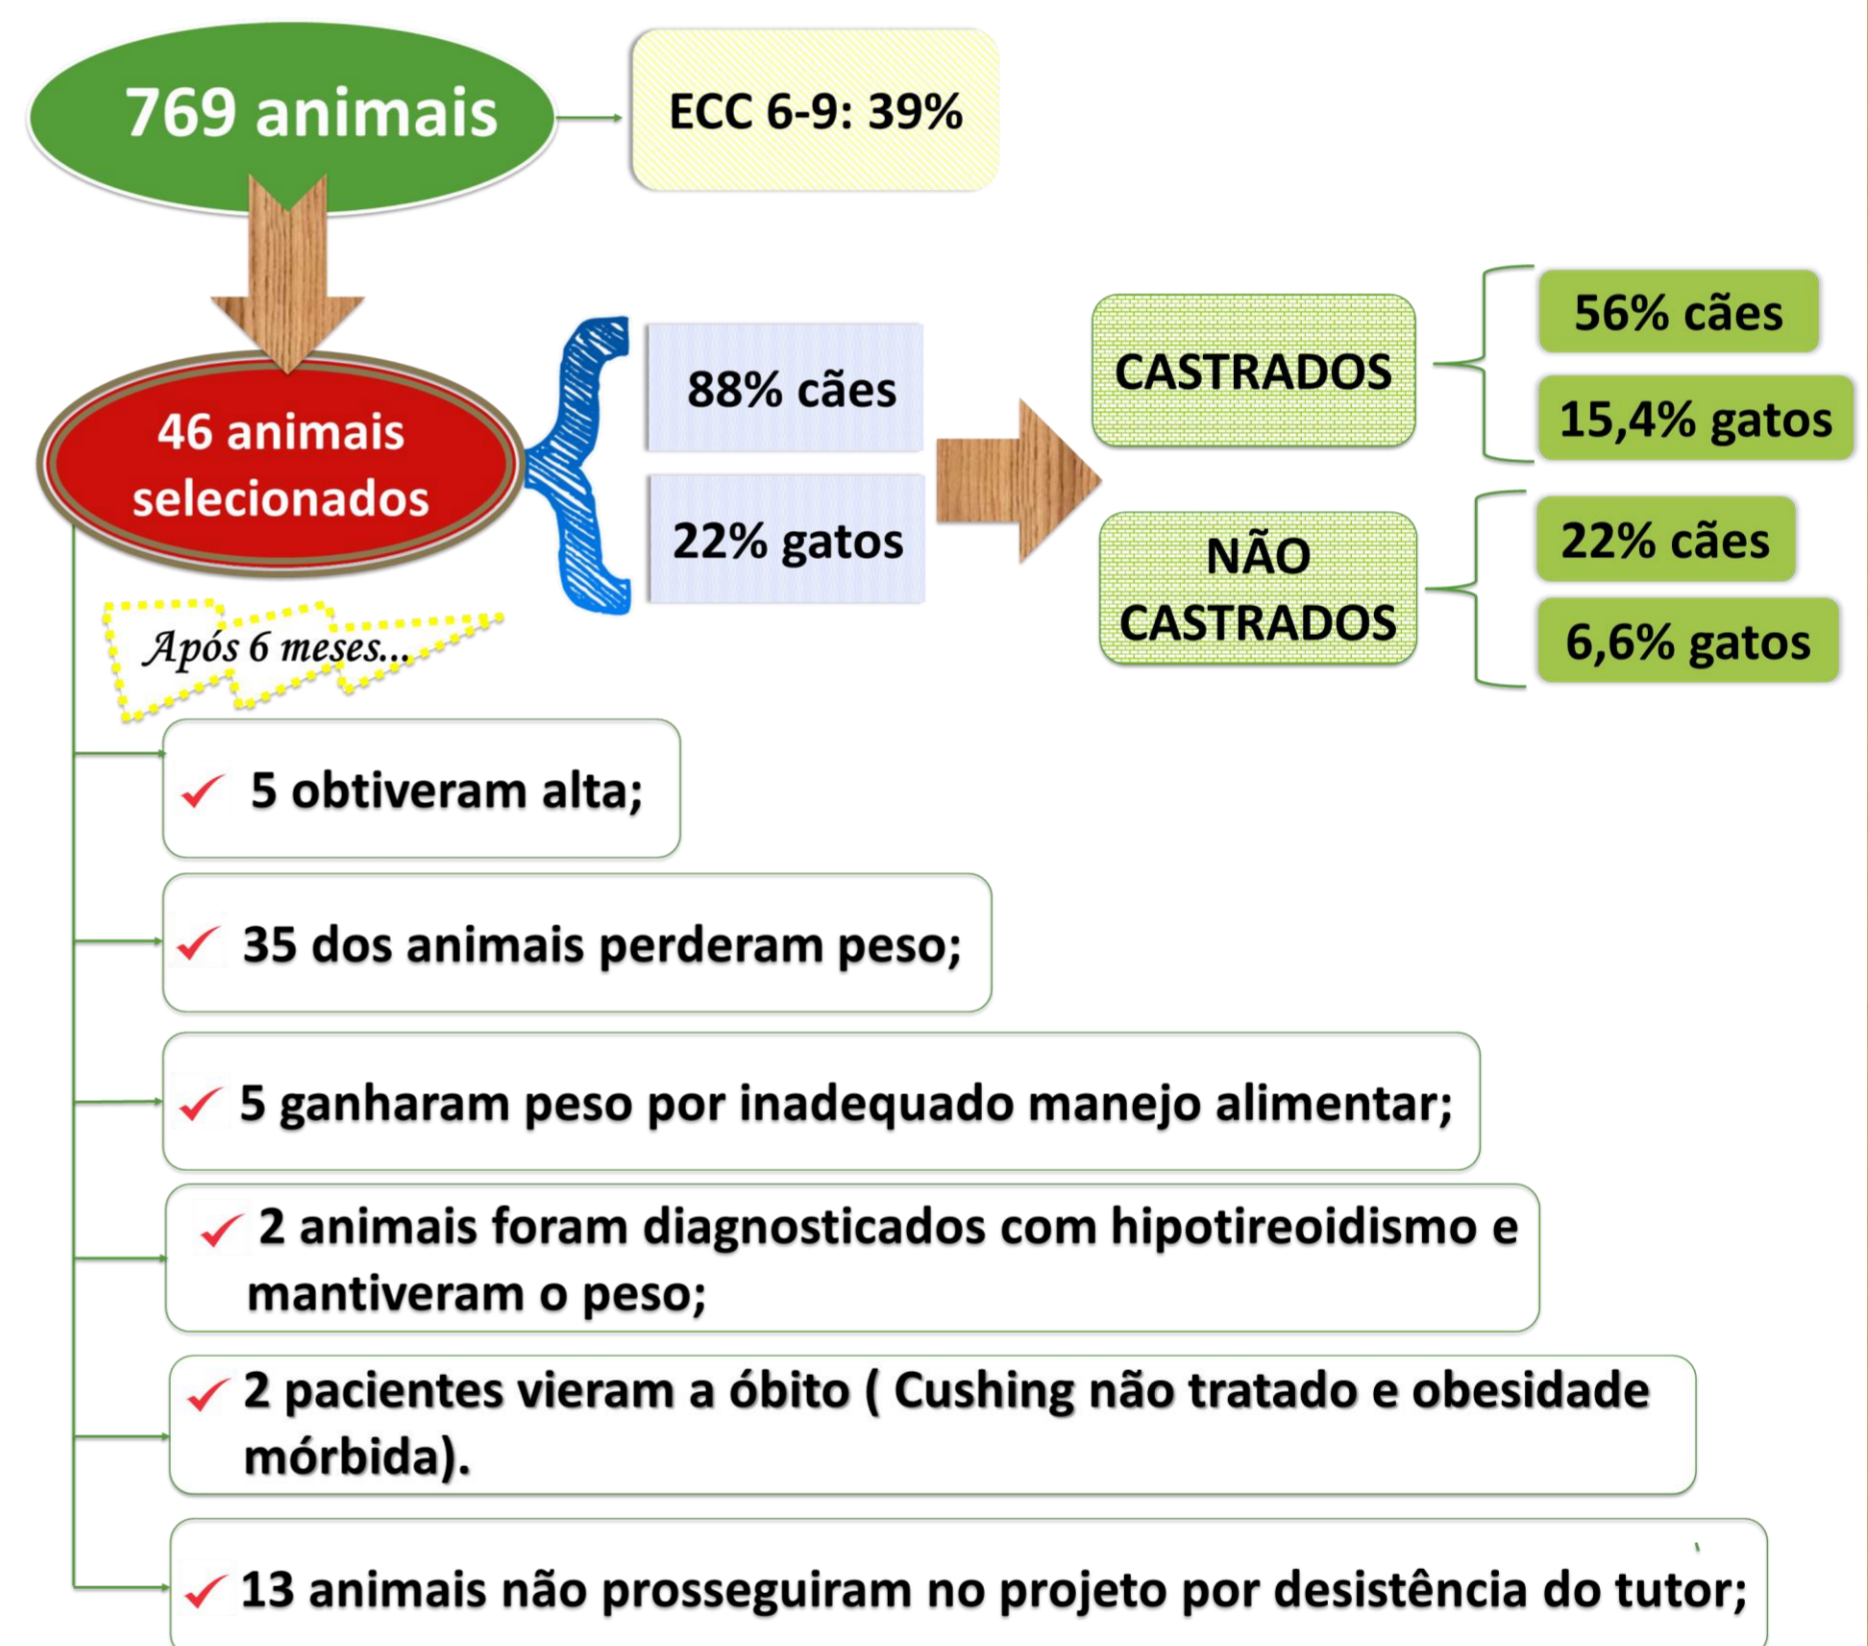 769 animais
ECC 6-9: 39%
46 animais
selecionados
88% cães
22% gatos
CASTRADOS
56% cães
15,4% gatos
NÃO
CASTRADOS
22% cães
6,6% gatos
Após 6 meses...
5 obtiveram alta;
35 dos animais perderam peso;
5 ganharam peso por inadequado manejo alimentar;
2 animais foram diagnosticados com hipotireoidismo e
mantiveram o peso;
2 pacientes vieram a óbito ( Cushing não tratado e obesidade
mórbida).
13 animais não prosseguiram no projeto por desistência do tutor;